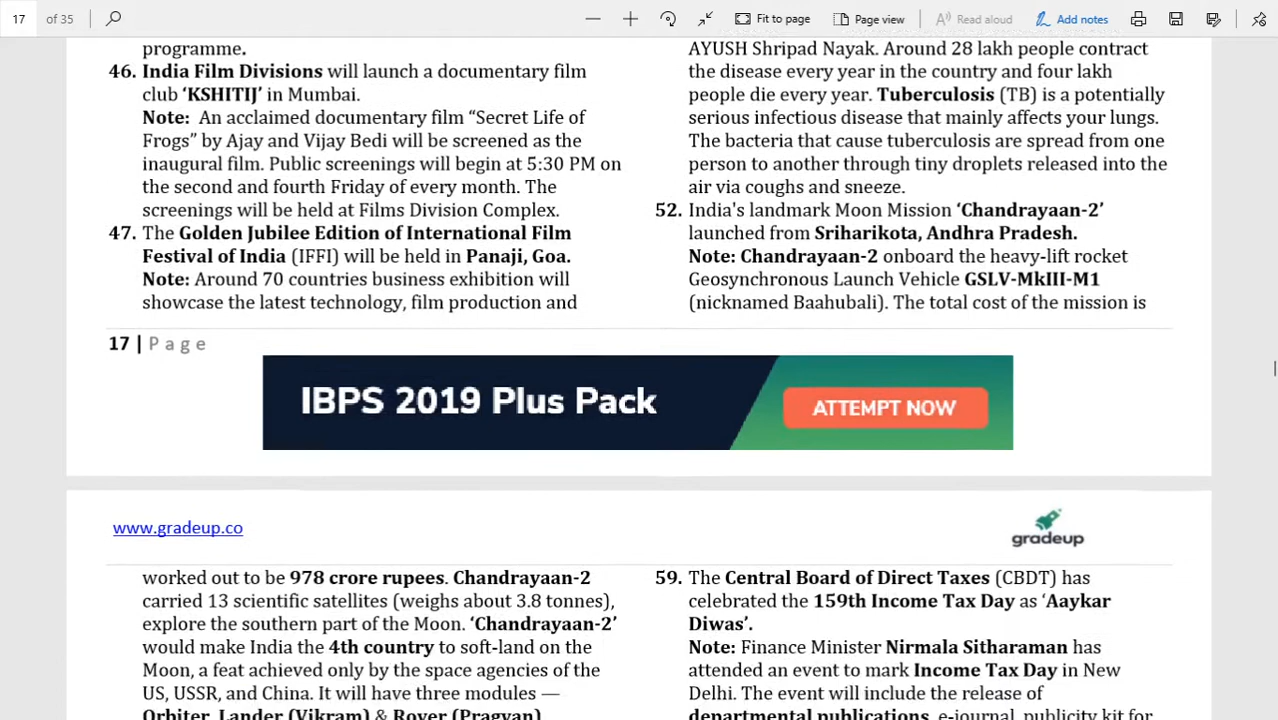 17 of 35
Fit to page
Page view
Read aloud
Add notes
programme.
46. India Film Divisions will launch a documentary film
club ‘KSHITIJ’ in Mumbai.
Note: An acclaimed documentary film “Secret Life of
Frogs” by Ajay and Vijay Bedi will be screened as the
inaugural film. Public screenings will begin at 5:30 PM on
the second and fourth Friday of every month. The
screenings will be held at Films Division Complex.
47. The Golden Jubilee Edition of International Film
Festival of India (IFFI) will be held in Panaji, Goa.
Note: Around 70 countries business exhibition will
showcase the latest technology, film production and
AYUSH Shripad Nayak. Around 28 lakh people contract
the disease every year in the country and four lakh
people die every year. Tuberculosis (TB) is a potentially
serious infectious disease that mainly affects your lungs.
The bacteria that cause tuberculosis are spread from one
person to another through tiny droplets released into the
air via coughs and sneeze.
52. India's landmark Moon Mission ‘Chandrayaan-2’
launched from Sriharikota, Andhra Pradesh.
Note: Chandrayaan-2 onboard the heavy-lift rocket
Geosynchronous Launch Vehicle GSLV-MkIII-M1
(nicknamed Baahubali). The total cost of the mission is
17 | Page
IBPS 2019 Plus Pack
ATTEMPT NOW
www.gradeup.co
gradeup
worked out to be 978 crore rupees. Chandrayaan-2
carried 13 scientific satellites (weighs about 3.8 tonnes),
explore the southern part of the Moon. ‘Chandrayaan-2’
would make India the 4th country to soft-land on the
Moon, a feat achieved only by the space agencies of the
US, USSR, and China. It will have three modules —
Orbiter, Lander (Vikram) & Rover (Pragyan)
59. The Central Board of Direct Taxes (CBDT) has
celebrated the 159th Income Tax Day as ‘Aaykar
Diwas’.
Note: Finance Minister Nirmala Sitharaman has
attended an event to mark Income Tax Day in New
Delhi. The event will include the release of
departmental publications, e-journal, publicity kit for